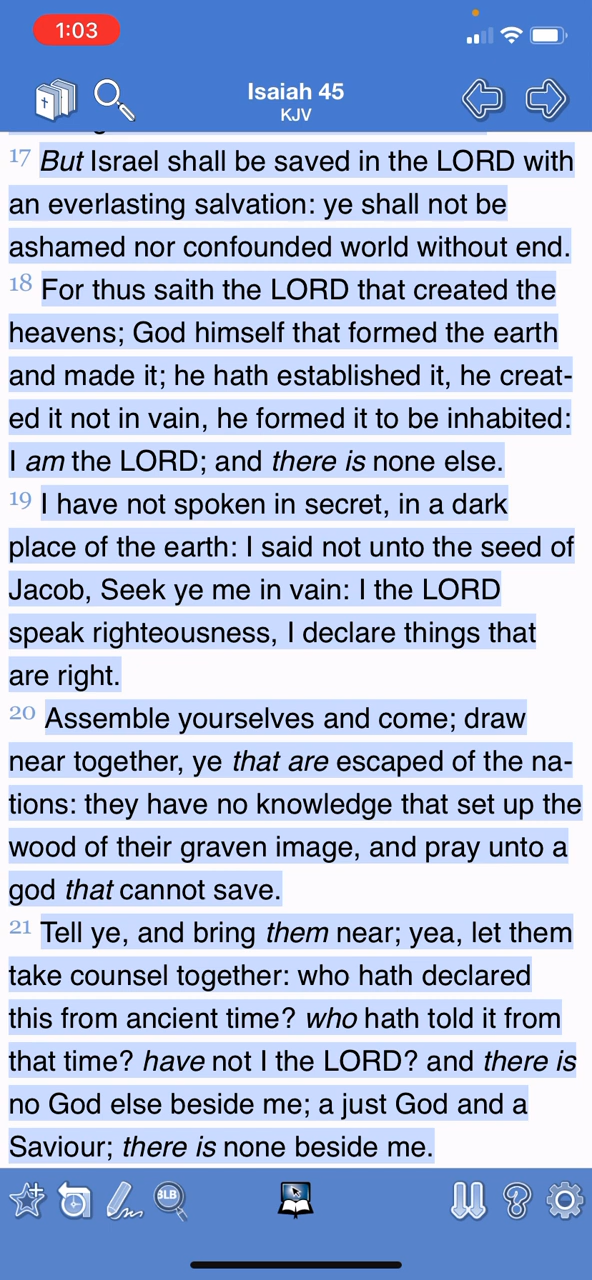 1:03
Isaiah 45
KJV
17 But Israel shall be saved in the LORD with
an everlasting salvation: ye shall not be
ashamed nor confounded world without end.
18 For thus saith the LORD that created the
heavens; God himself that formed the earth
and made it; he hath established it, he creat-
ed it not in vain, he formed it to be inhabited:
I am the LORD; and there is none else.
19 I have not spoken in secret, in a dark
place of the earth: I said not unto the seed of
Jacob, Seek ye me in vain: I the LORD
speak righteousness, I declare things that
are right.
20 Assemble yourselves and come; draw
near together, ye that are escaped of the na-
tions: they have no knowledge that set up the
wood of their graven image, and pray unto a
god that cannot save.
21 Tell ye, and bring them near; yea, let them
take counsel together: who hath declared
this from ancient time? who hath told it from
that time? have not I the LORD? and there is
no God else beside me; a just God and a
Saviour; there is none beside me.
BLB